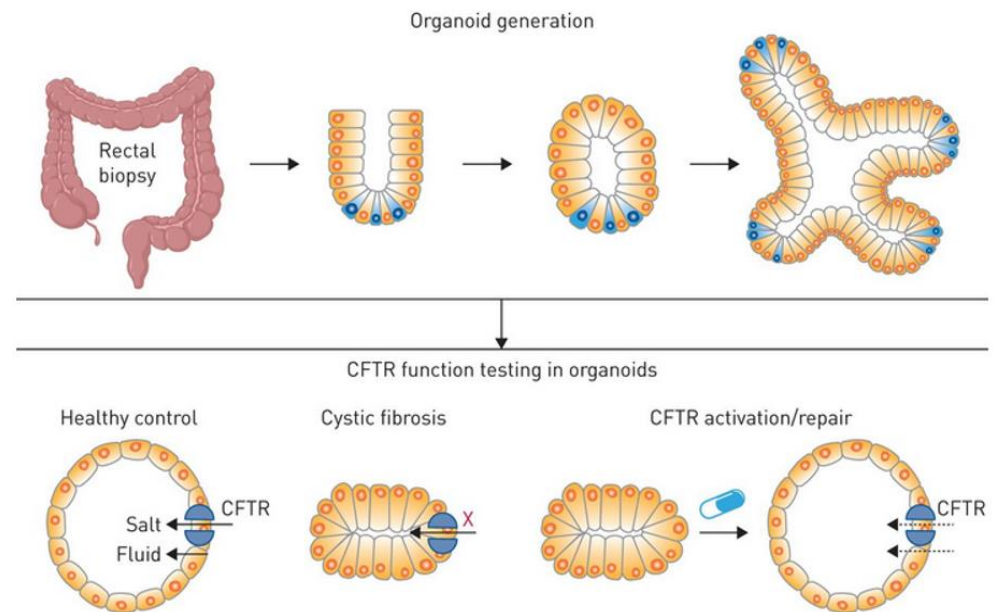 Organoid generation
Rectal
biopsy
CFTR function testing in organoids
Healthy control
Cystic fibrosis
CFTR activation/repair
CFTR
Salt
Fluid
X
CFTR